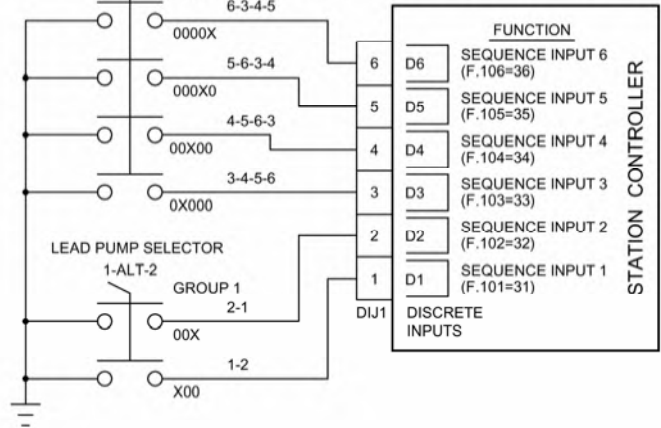 6-3-4-5
0000X
5-6-3-4
000X0
4-5-6-3
00X00
3-4-5-6
0X000
LEAD PUMP SELECTOR
1-ALT-2
GROUP 1
2-1
00X
1-2
X00
6
5
4
3
2
1
DIJ1
D6
D5
D4
D3
D2
D1
DISCRETE
INPUTS
FUNCTION
SEQUENCE INPUT 6
(F.106=36)
SEQUENCE INPUT 5
(F.105=35)
SEQUENCE INPUT 4
(F.104=34)
SEQUENCE INPUT 3
(F.103=33)
SEQUENCE INPUT 2
(F.102=32)
SEQUENCE INPUT 1
(F.101=31)
STATION CONTROLLER